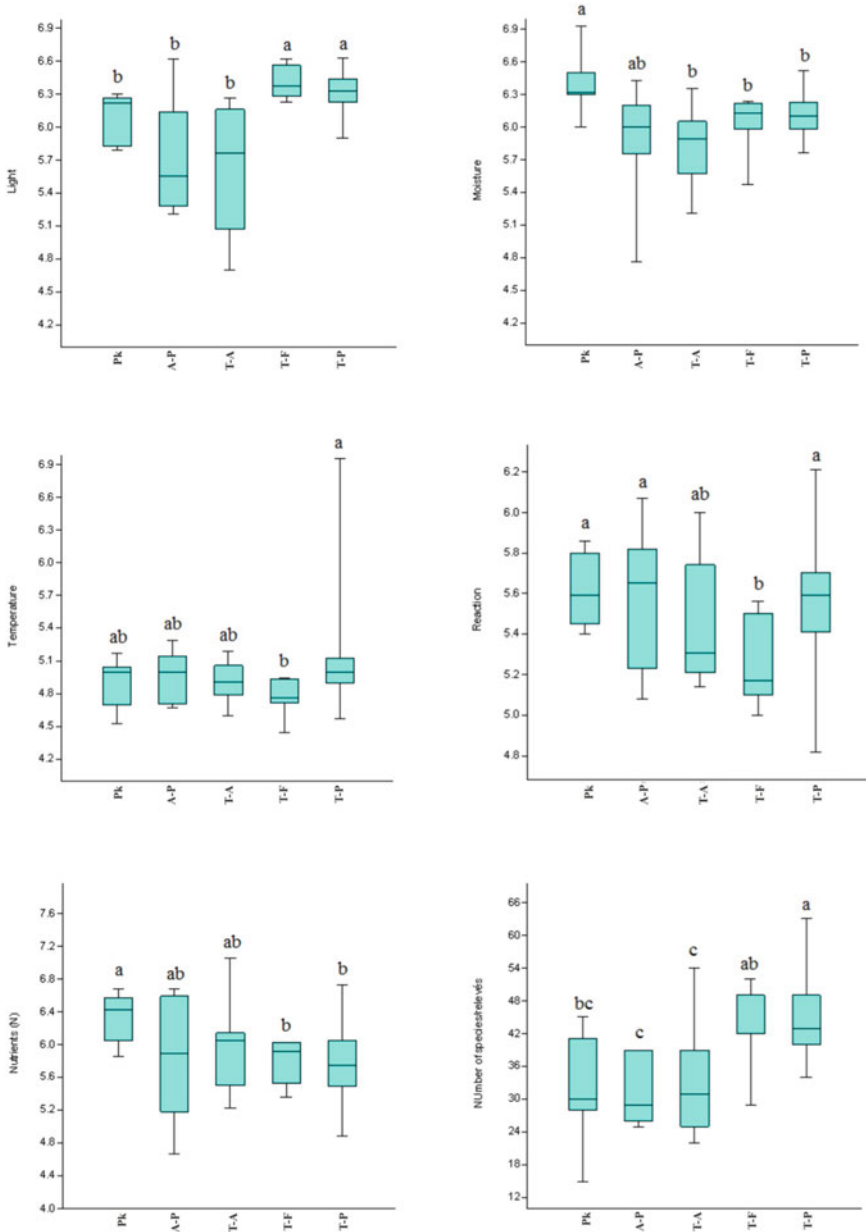 6.9
6.6
6.3
6.0
5.7
5.4
5.1
4.8
4.5
4.2
Light
b
b
b
a
a
Pk
A-P
T-A
T-F
T-P
6.9
6.6
6.3
6.0
5.7
5.4
5.1
4.8
4.5
4.2
Moisture
a
ab
b
b
b
Pk
A-P
T-A
T-F
T-P
6.9
6.6
6.3
6.0
5.7
5.4
5.1
4.8
4.5
4.2
Temperature
ab
ab
ab
b
a
Pk
A-P
T-A
T-F
T-P
6.2
6.0
5.8
5.6
5.4
5.2
5.0
4.8
Reaction
a
a
ab
b
a
Pk
A-P
T-A
T-F
T-P
7.6
7.2
6.8
6.4
6.0
5.6
5.2
4.8
4.4
4.0
Nutrients (N)
a
ab
ab
b
b
Pk
A-P
T-A
T-F
T-P
66
60
54
48
42
36
30
24
18
12
NUmber of species/relevés
bc
c
c
ab
a
Pk
A-P
T-A
T-F
T-P